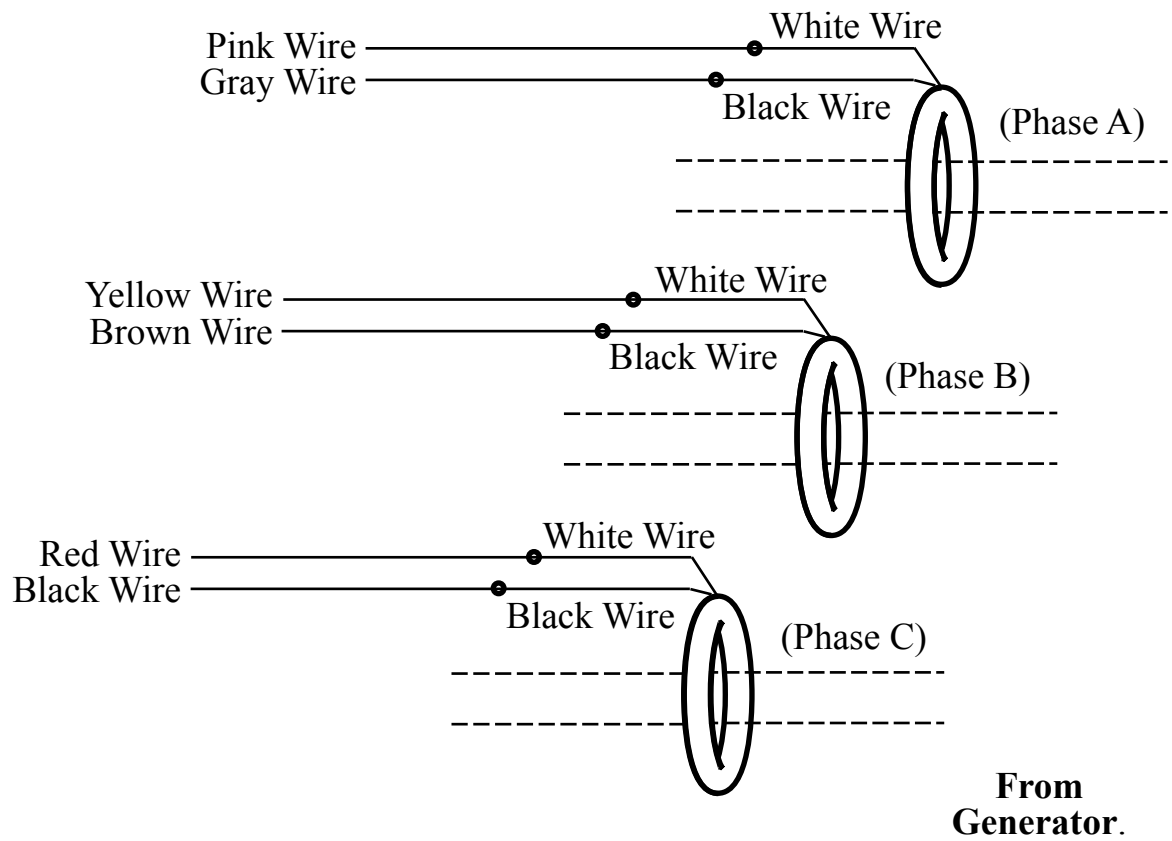 White Wire
Pink Wire
Gray Wire
Black Wire
(Phase A)
White Wire
Yellow Wire
Brown Wire
Black Wire
(Phase B)
White Wire
Red Wire
Black Wire
Black Wire
(Phase C)
From
Generator.